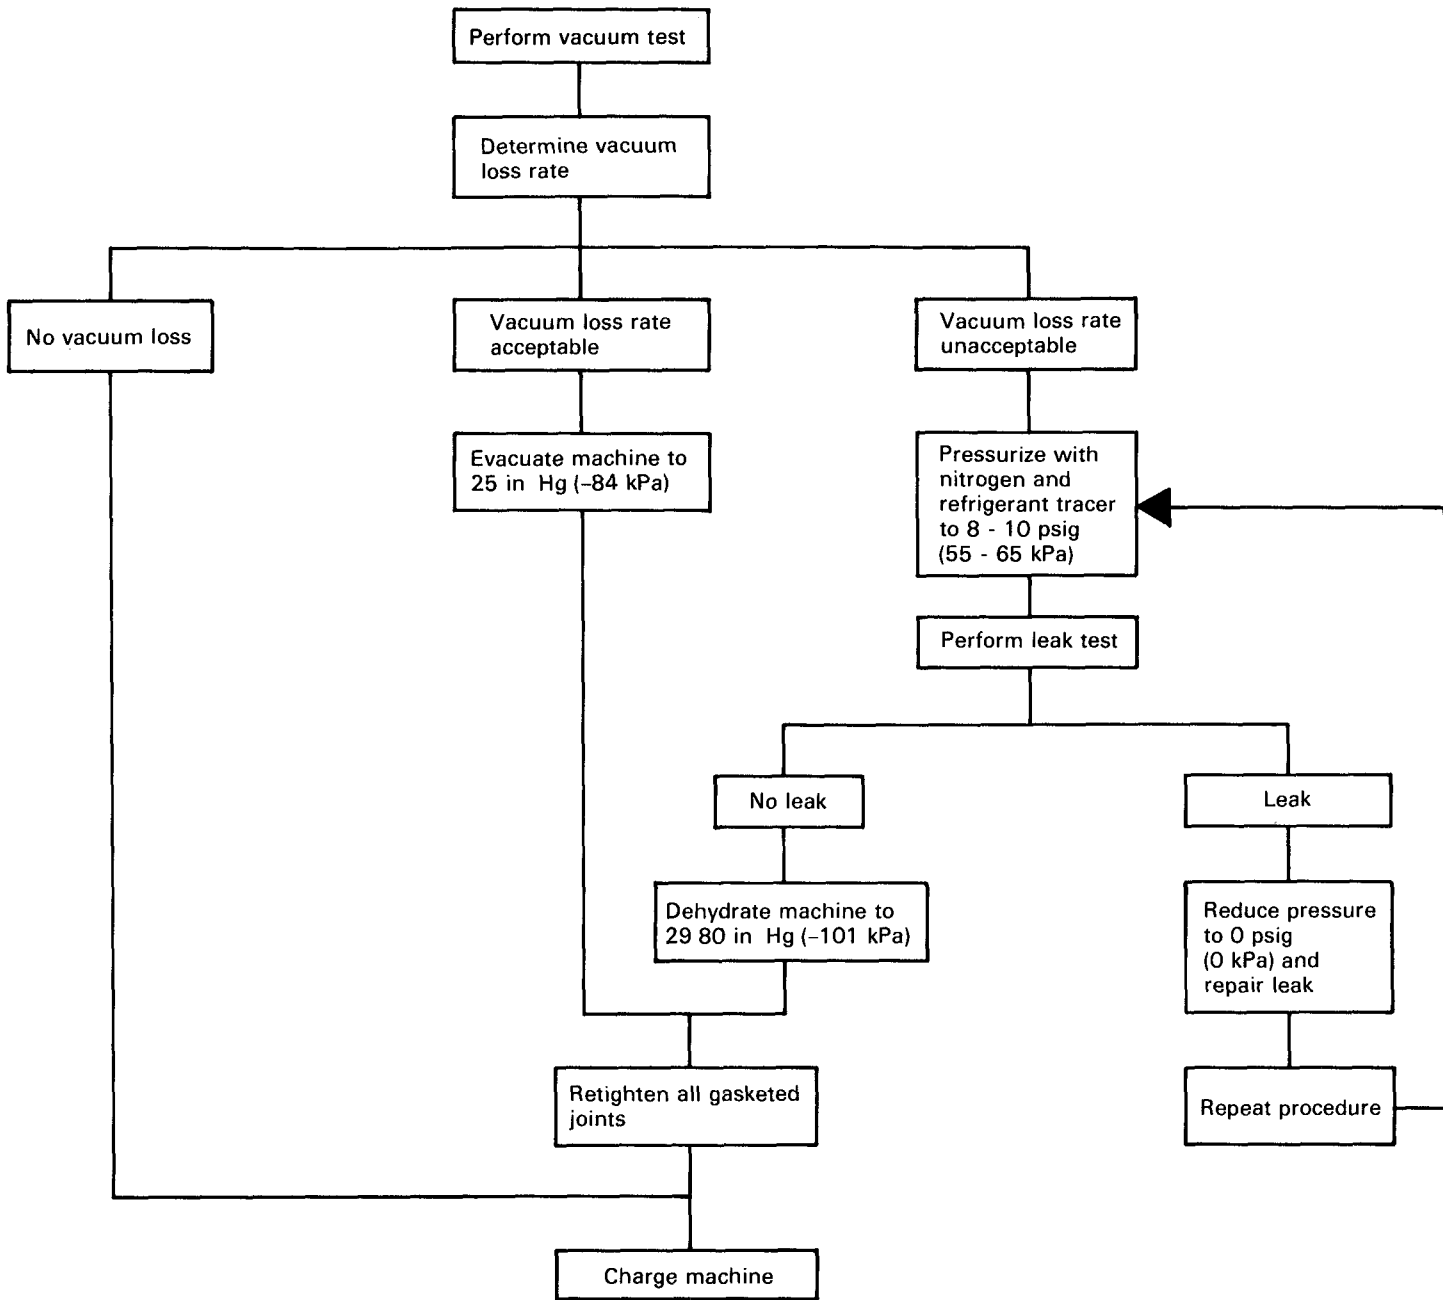 Perform vacuum test
Determine vacuum
loss rate
No vacuum loss
Vacuum loss rate
acceptable
Vacuum loss rate
unacceptable
Evacuate machine to
25 in Hg (–84 kPa)
Pressurize with
nitrogen and
refrigerant tracer
to 8 - 10 psig
(55 - 65 kPa)
Perform leak test
No leak
Leak
Dehydrate machine to
29 80 in Hg (–101 kPa)
Reduce pressure
to 0 psig
(0 kPa) and
repair leak
Retighten all gasketed
joints
Repeat procedure
Charge machine